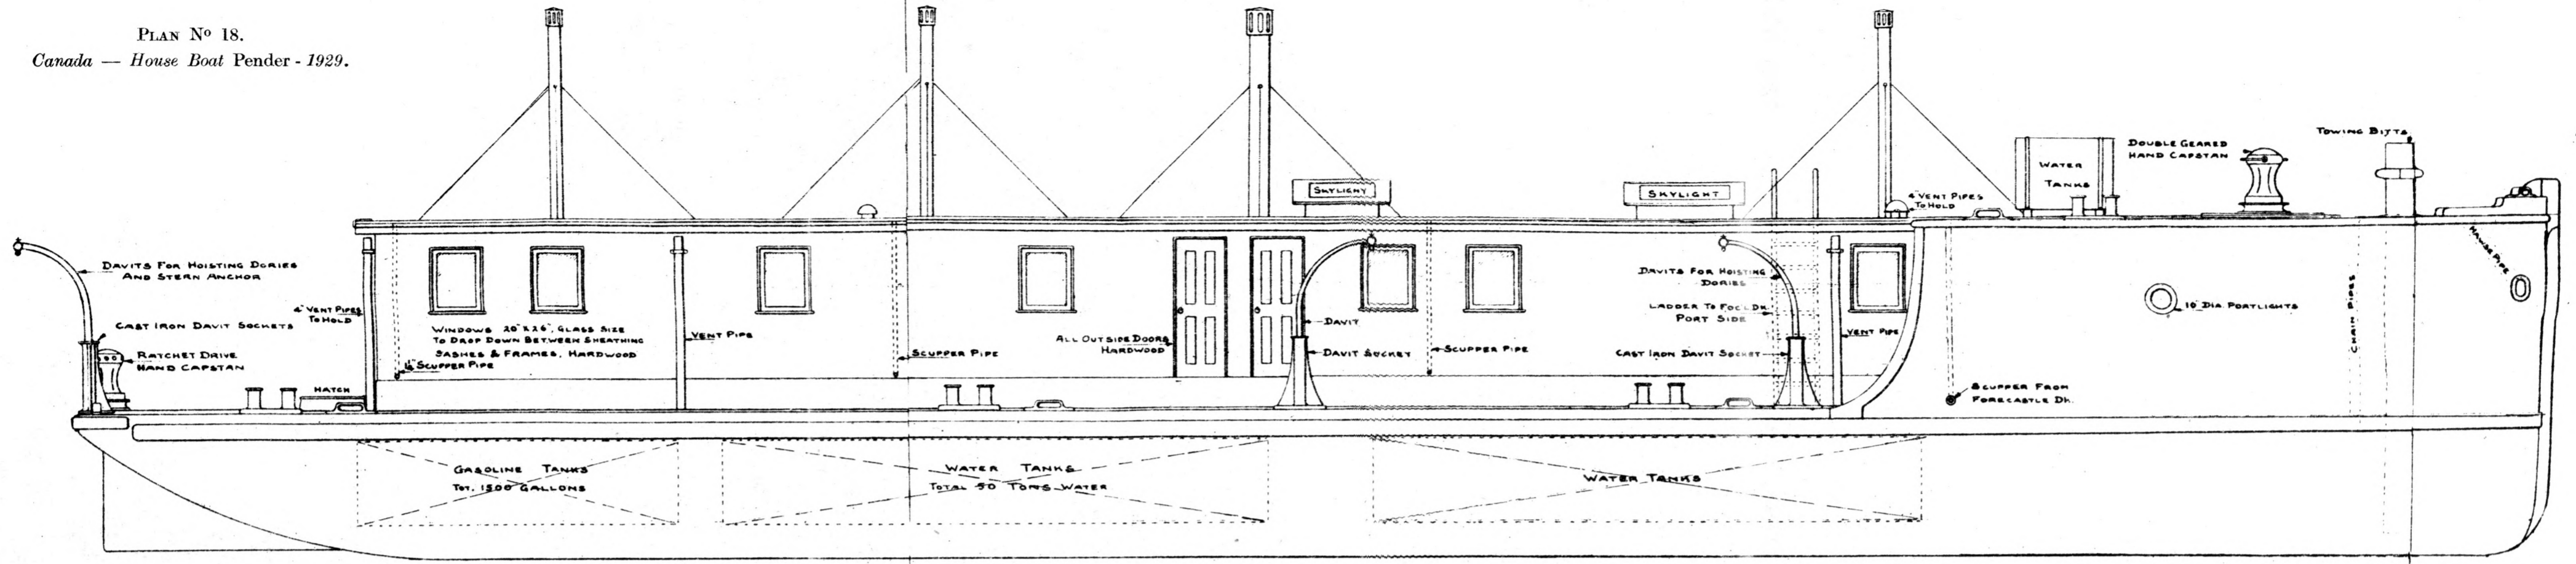 PLAN Nº 18.
Canada — House Boat Pender - 1929.
DAVITS FOR HOISTING DORIES
AND STERN ANCHOR
CAST IRON DAVIT SOCKETS
RATCHET DRIVE
HAND CAPSTAN
HATCH
4" VENT PIPES
TO HOLD
WINDOWS 20"X26", GLASS SIZE
TO DROP DOWN BETWEEN SHEATHING
SASHES & FRAMES, HARDWOOD
SCUPPER PIPE
VENT PIPE
SCUPPER PIPE
ALL OUTSIDE DOORS
HARDWOOD
SKYLIGHT
DAVIT
DAVIT SOCKET
SCUPPER PIPE
SKYLIGHT
DAVITS FOR HOISTING
DORIES
LADDER TO FOC'L DK.
PORT SIDE
CAST IRON DAVIT SOCKET
VENT PIPE
4" VENT PIPES
TO HOLD
WATER
TANKS
DOUBLE GEARED
HAND CAPSTAN
TOWING BITTS
HAWSE PIPE
10" DIA. PORTLIGHTS
CHAIN PIPES
SCUPPER FROM
FORECASTLE DK.
GASOLINE TANKS
TOT. 1500 GALLONS
WATER TANKS
TOTAL 50 TONS WATER
WATER TANKS